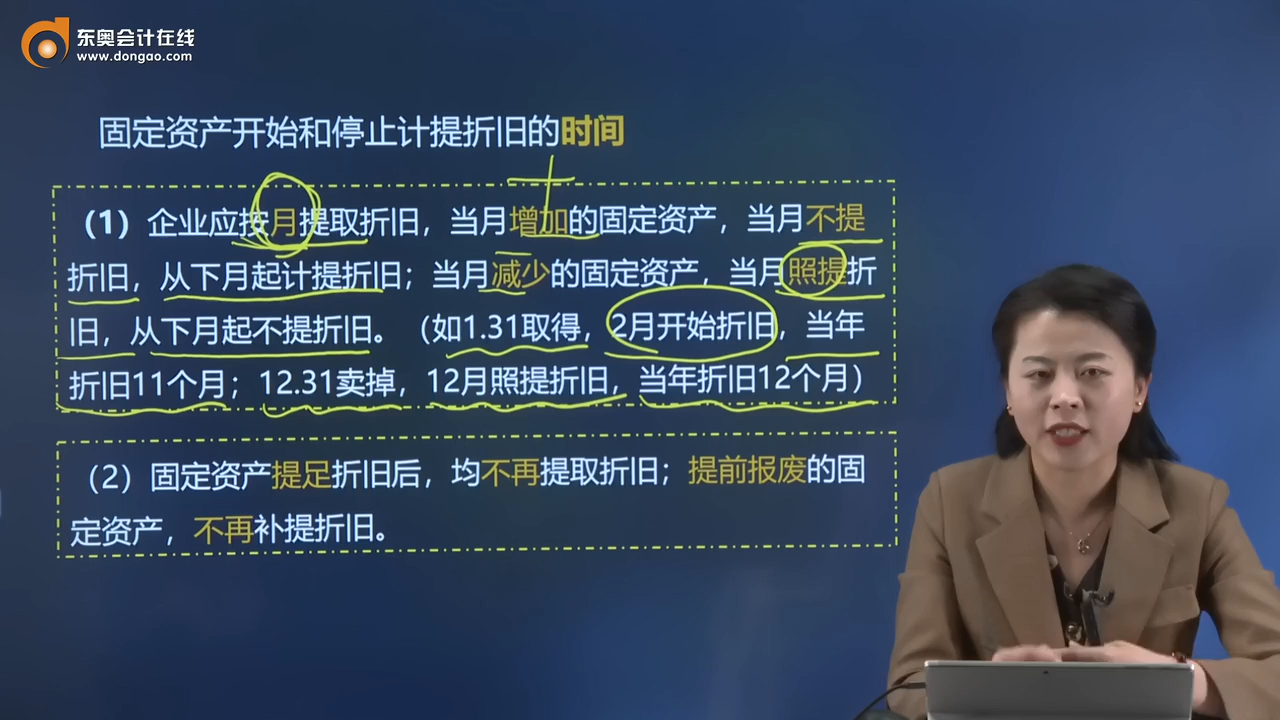 东奥会计在线
www.dongao.com
固定资产开始和停止计提折旧的时间
（1）企业应按月提取折旧，当月增加的固定资产，当月不提
折旧，从下月起计提折旧；当月减少的固定资产，当月照提折
旧，从下月起不提折旧。（如1.31取得，2月开始折旧，当年
折旧11个月；12.31卖掉，12月照提折旧，当年折旧12个月）
（2）固定资产提足折旧后，均不再提取折旧；提前报废的固
定资产，不再补提折旧。